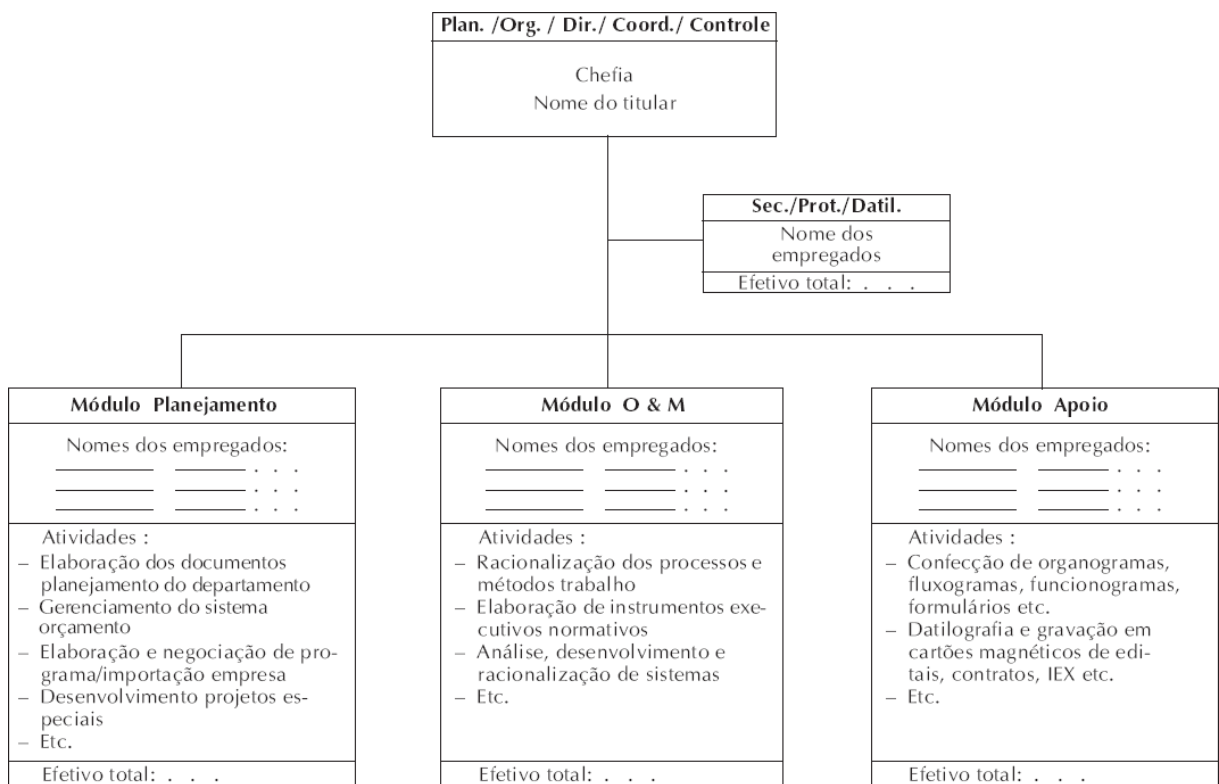 Plan. /Org. / Dir./ Coord./ Controle
Chefia
Nome do titular
Sec./Prot./Datil.
Nome dos
empregados
Efetivo total: . . .
Módulo Planejamento
Nomes dos empregados:
. . .
. . .
. . .
Atividades :
– Elaboração dos documentos
planejamento do departamento
– Gerenciamento do sistema
orçamento
– Elaboração e negociação de pro-
grama/importação empresa
– Desenvolvimento projetos es-
peciais
– Etc.
Efetivo total: . . .
Módulo O & M
Nomes dos empregados:
. . .
. . .
. . .
Atividades :
– Racionalização dos processos e
métodos trabalho
– Elaboração de instrumentos exe-
cutivos normativos
– Análise, desenvolvimento e
racionalização de sistemas
– Etc.
Efetivo total: . . .
Módulo Apoio
Nomes dos empregados:
. . .
. . .
. . .
Atividades :
– Confecção de organogramas,
fluxogramas, funcionogramas,
formulários etc.
– Datilografia e gravação em
cartões magnéticos de edi-
tais, contratos, IEX etc.
– Etc.
Efetivo total: . . .